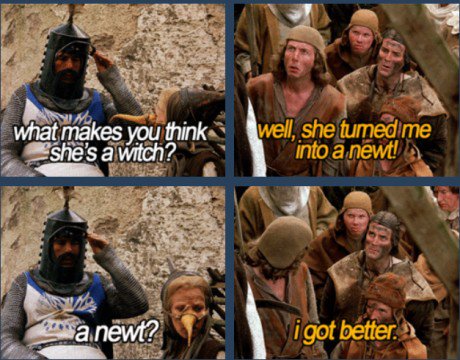 what makes you think
she's a witch?
well, she turned me
into a newt!
a newt?
i got better.